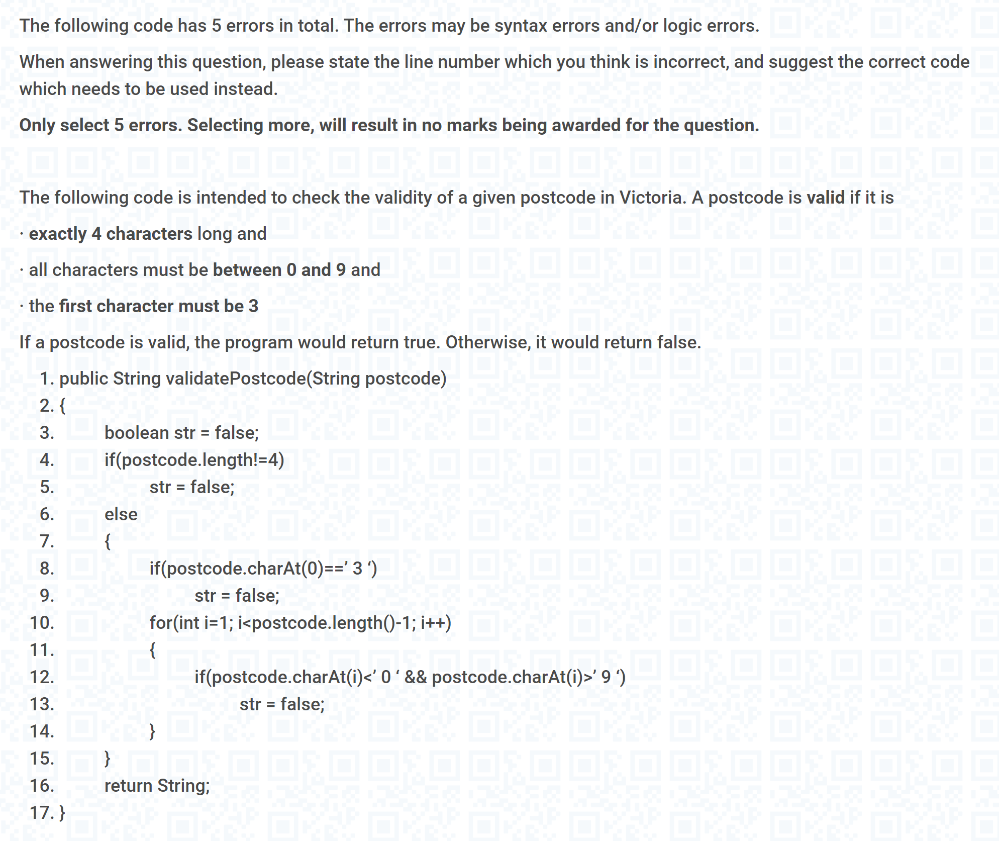 The following code has 5 errors in total. The errors may be syntax errors and/or logic errors.
When answering this question, please state the line number which you think is incorrect, and suggest the correct code
which needs to be used instead.
Only select 5 errors. Selecting more, will result in no marks being awarded for the question.
The following code is intended to check the validity of a given postcode in Victoria. A postcode is valid if it is
· exactly 4 characters long and
· all characters must be between 0 and 9 and
· the first character must be 3
If a postcode is valid, the program would return true. Otherwise, it would return false.
1. public String validatePostcode(String postcode)
2. {
3. boolean str = false;
4. if(postcode.length!=4)
5. str = false;
6. else
7. {
8. if(postcode.charAt(0)==’ 3 ‘)
9. str = false;
10. for(int i=1; i<postcode.length()-1; i++)
11. {
12. if(postcode.charAt(i)<’ 0 ‘ && postcode.charAt(i)>’ 9 ‘)
13. str = false;
14. }
15. }
16. return String;
17. }